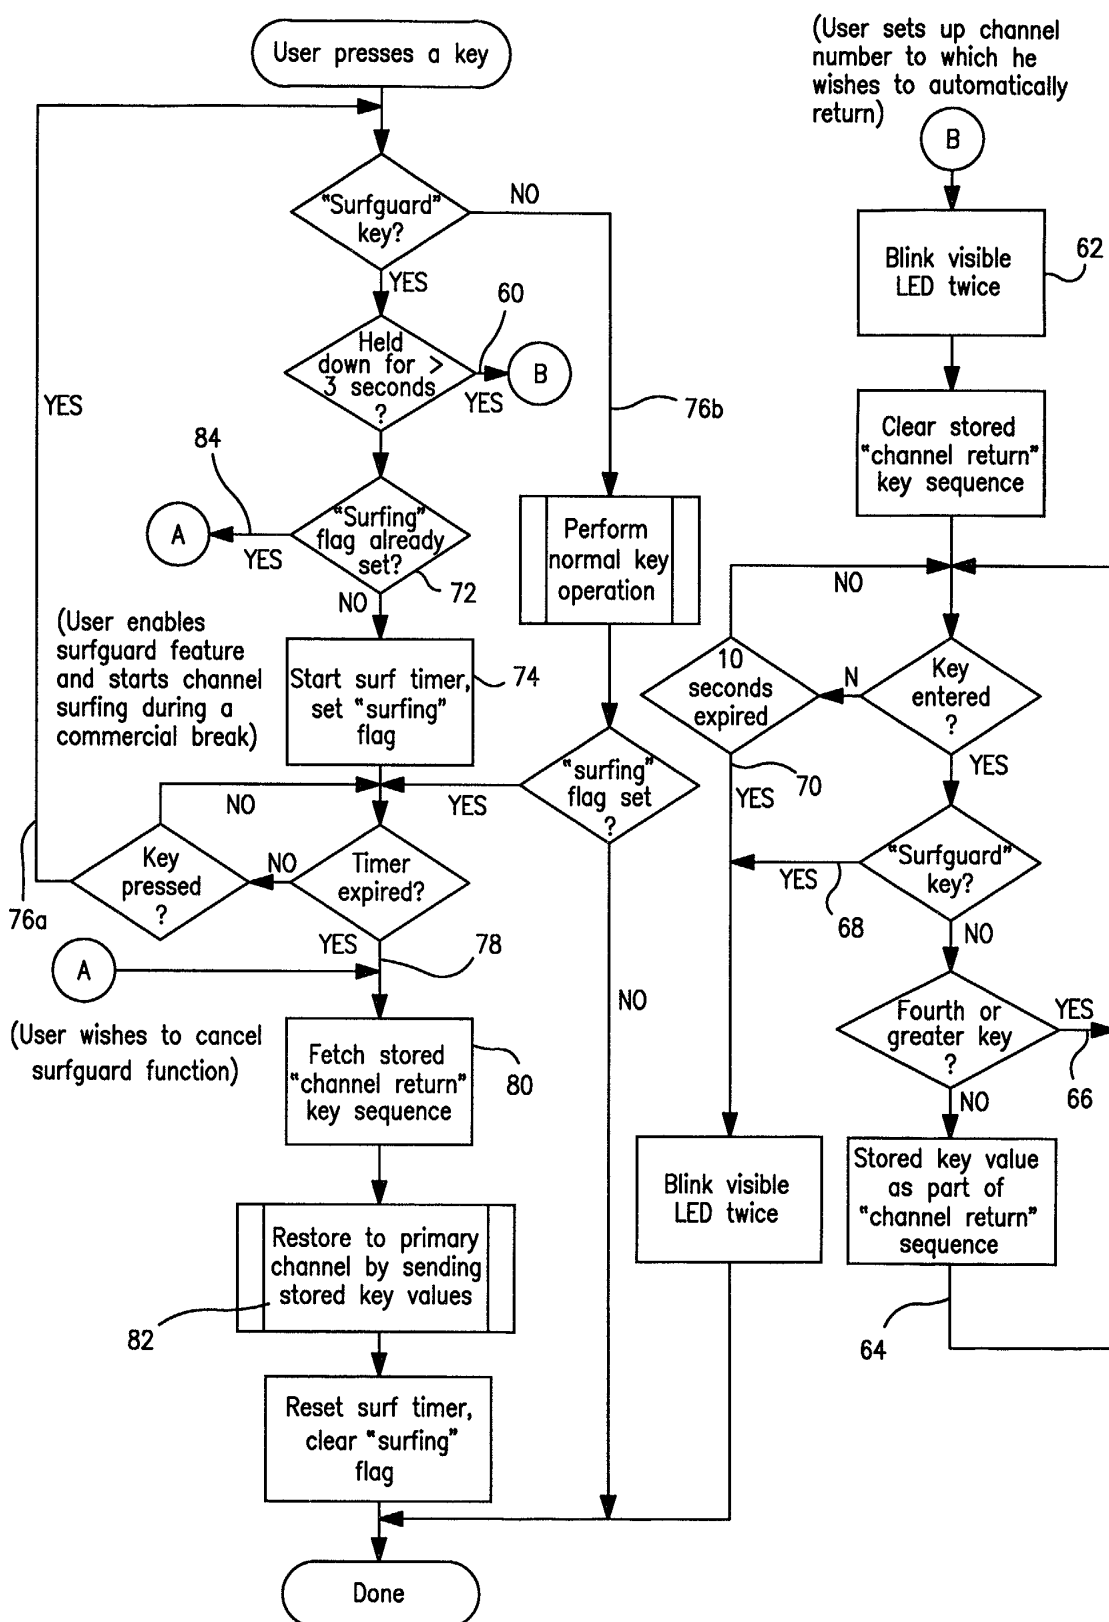 User presses a key
"Surfguard"
key?
NO
YES
Held
down for >
3 seconds
?
60
YES
B
76b
YES
84
A
YES
"Surfing"
flag already
set?
72
NO
(User enables
surfguard feature
and starts channel
surfing during a
commercial break)
Start surf timer,
set "surfing"
flag
74
Perform
normal key
operation
"surfing"
flag set
?
YES
NO
NO
Key
pressed
?
NO
Timer
expired?
76a
YES
78
A
(User wishes to cancel
surfguard function)
Fetch stored
"channel return"
key sequence
80
Restore to primary
channel by sending
stored key values
82
Reset surf timer,
clear "surfing"
flag
Done
(User sets up channel
number to which he
wishes to automatically
return)
B
Blink visible
LED twice
62
Clear stored
"channel return"
key sequence
NO
10
seconds
expired
N
Key
entered
?
70
YES
YES
"Surfguard"
key?
YES
68
NO
Fourth or
greater key
?
YES
66
NO
Stored key value
as part of
"channel return"
sequence
64
Blink visible
LED twice